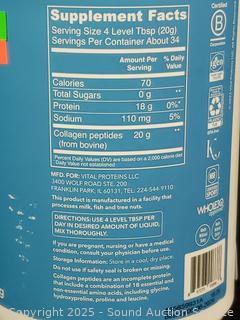 Supplement Facts
Serving Size 4 Level Tbsp (20g)
Servings Per Container About 34
Amount Per Serving % Daily Value
Calories 70
Total Sugars 0 g **
Protein 18 g 0%*
Sodium 110 mg 5%
Collagen peptides 20 g **
(from bovine)
Percent Daily Values (DV) are based on a 2,000 calorie diet
Daily Value not established
MFD. FOR: VITAL PROTEINS LLC
3400 WOLF ROAD STE. 200
FRANKLIN PARK, IL 60131, TEL: 224-544-9110
This product is manufactured in a facility that
processes milk, fish and tree nuts.
DIRECTIONS: USE 4 LEVEL TBSP PER
DAY IN DESIRED AMOUNT OF LIQUID,
MIX THOROUGHLY.
If you are pregnant, nursing or have a medical
condition, consult your physician before use.
Storage Information: Store in a cool, dry place.
Do not use if safety seal is broken or missing
Collagen peptides are an incomplete protein
that include a combination of 18 essential and
non-essential amino acids, including glycine,
hydroxyproline, proline and leucine.
Certified
B
Corporation
igen
NSF
WHOLE30
Copyright 2025 - Sound Auction Service